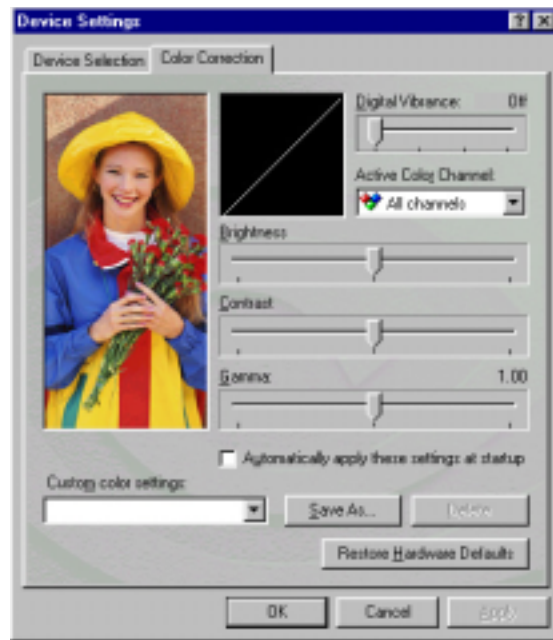 Device Settings
Device Selection
Color Correction
Digital Vibrance: Off
Active Color Channel:
All channels
Brightness
Contrast
Gamma: 1.00
Automatically apply these settings at startup
Custom color settings:
Save As...
Delete
Restore Hardware Defaults
OK
Cancel
Apply